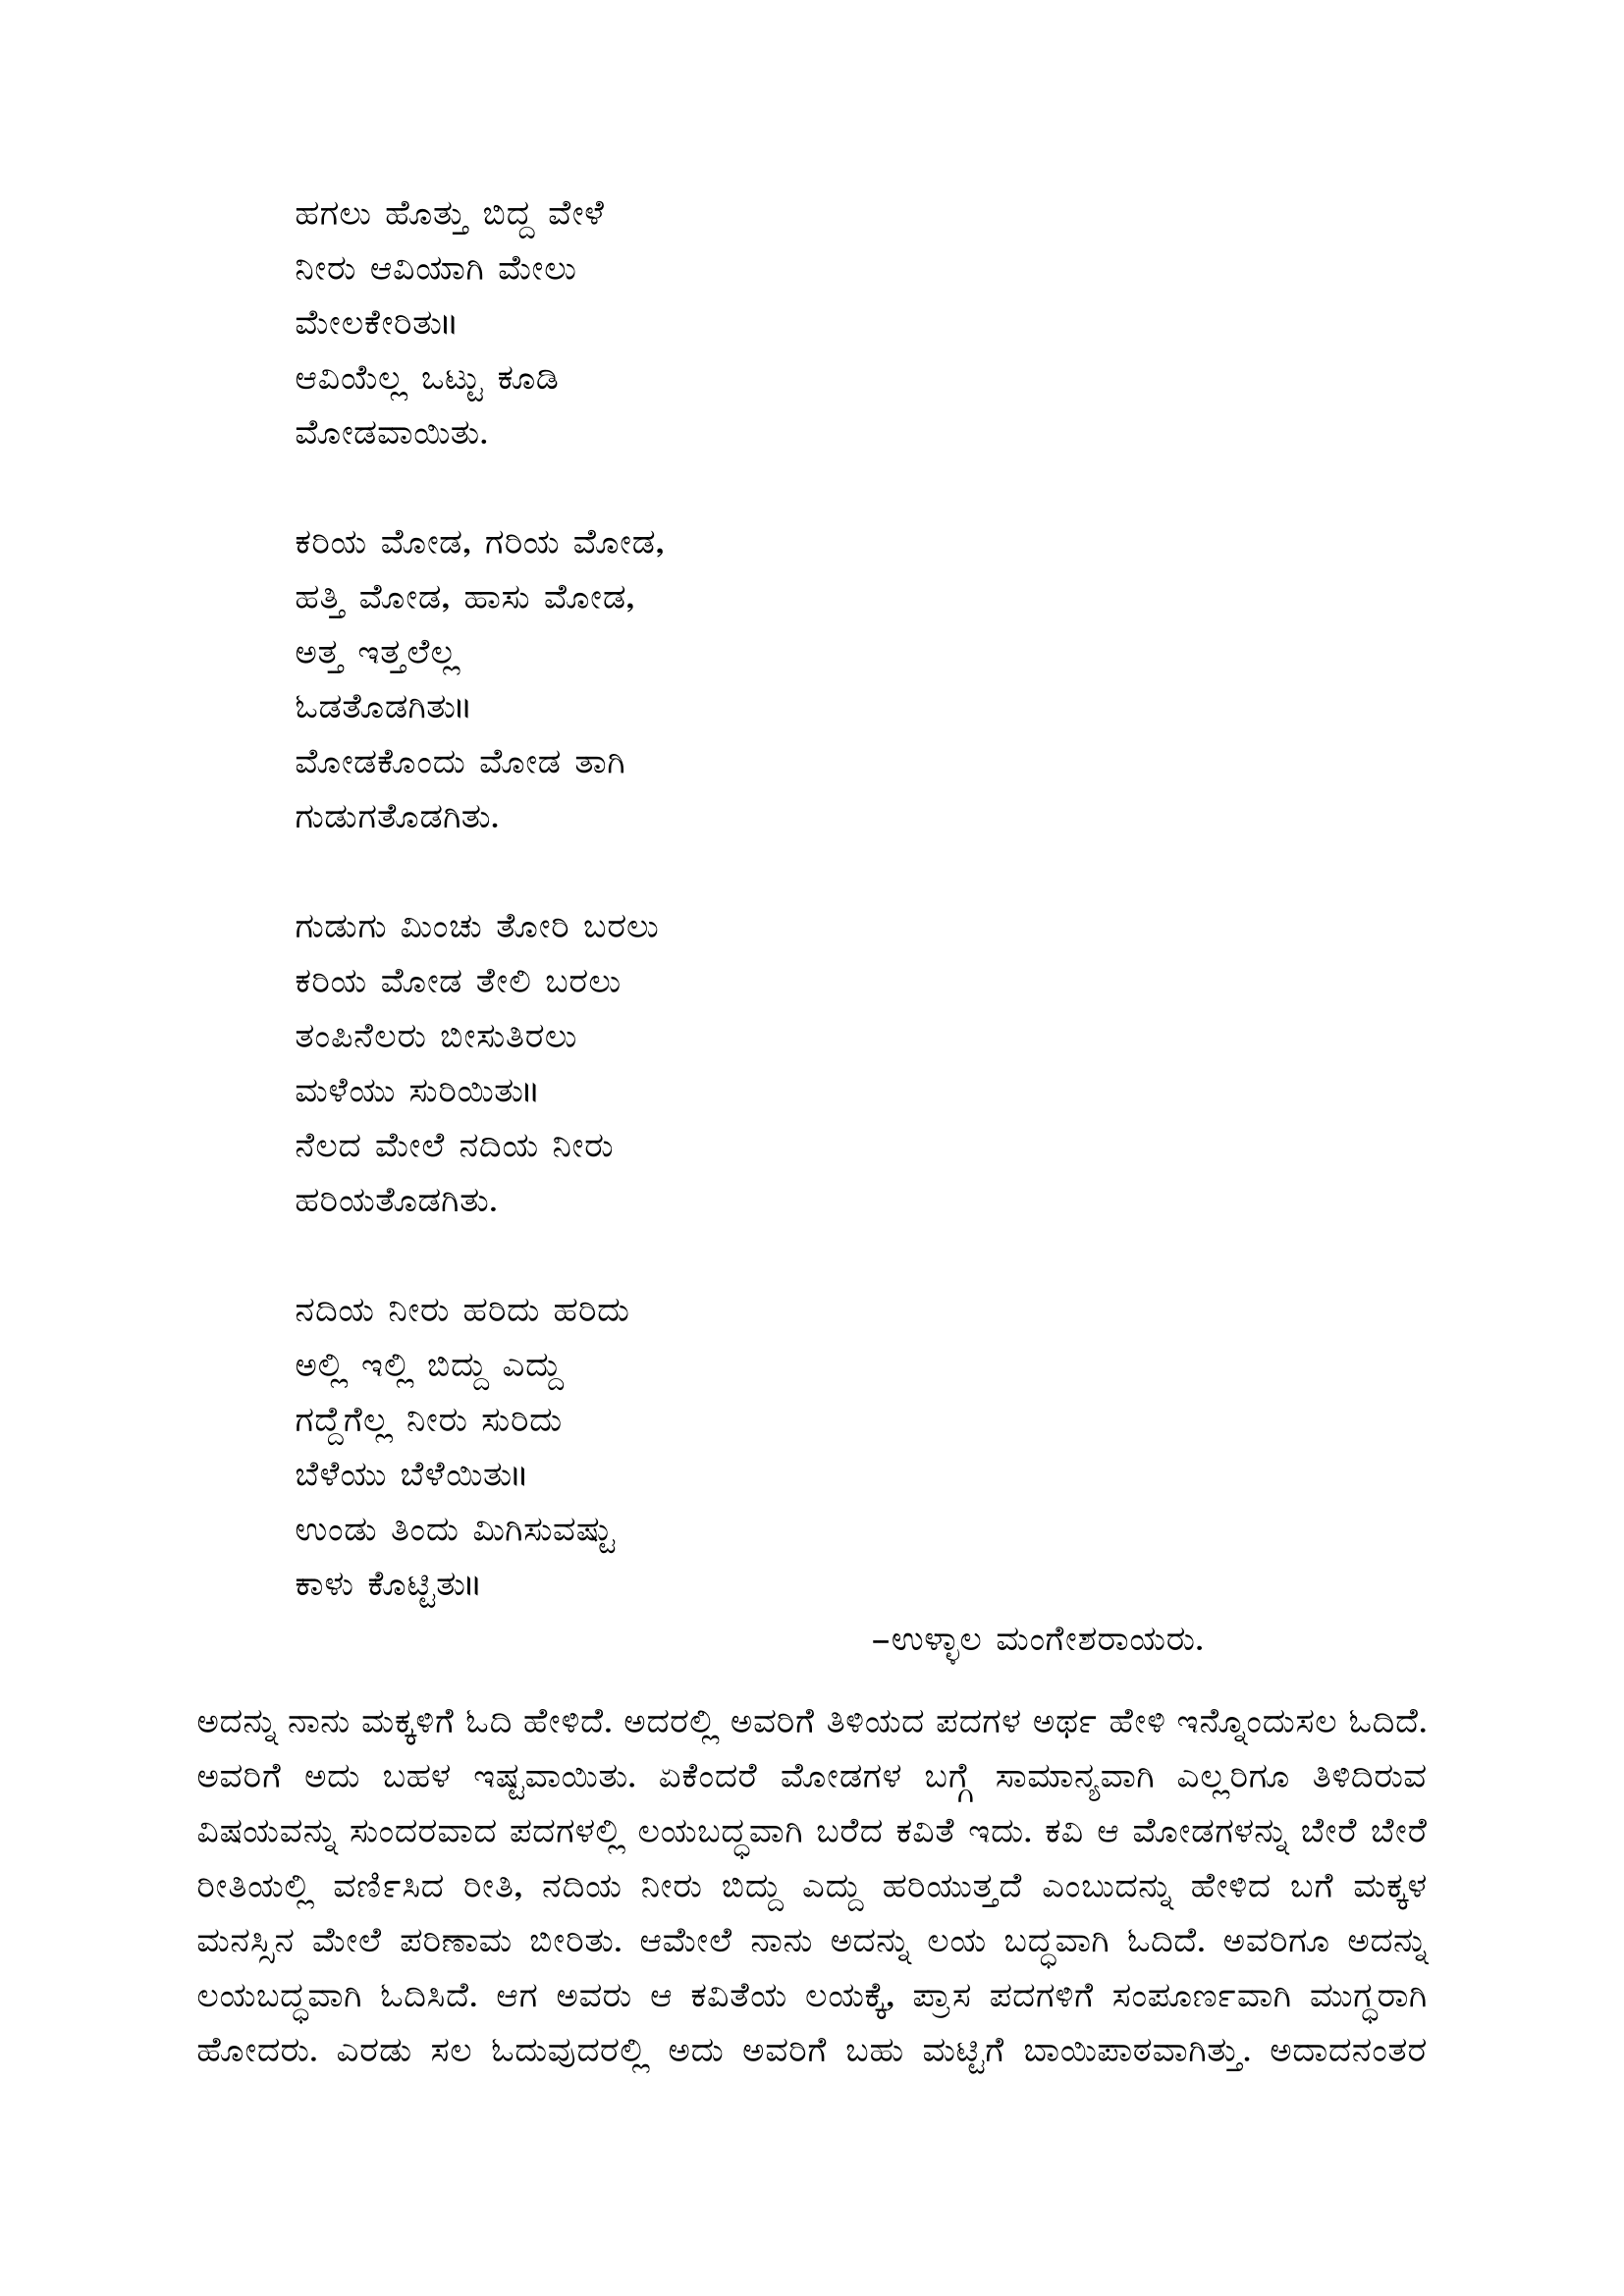 ಹಗಲು ಹೊತ್ತು ಬಿದ್ದ ವೇಳೆ
ನೀರು ಆವಿಯಾಗಿ ಮೇಲು
ಮೇಲಕೇರಿತು॥
ಆವಿಯೆಲ್ಲ ಒಟ್ಟು ಕೂಡಿ
ಮೋಡವಾಯಿತು.
ಕರಿಯ ಮೋಡ, ಗರಿಯ ಮೋಡ,
ಹತ್ತಿ ಮೋಡ, ಹಾಸು ಮೋಡ,
ಅತ್ತ ಇತ್ತಲೆಲ್ಲ
ಓಡತೊಡಗಿತು॥
ಮೋಡಕೊಂದು ಮೋಡ ತಾಗಿ
ಗುಡುಗತೊಡಗಿತು.
ಗುಡುಗು ಮಿಂಚು ತೋರಿ ಬರಲು
ಕರಿಯ ಮೋಡ ತೇಲಿ ಬರಲು
ತಂಪಿನೆಲರು ಬೀಸುತಿರಲು
ಮಳೆಯು ಸುರಿಯಿತು॥
ನೆಲದ ಮೇಲೆ ನದಿಯ ನೀರು
ಹರಿಯತೊಡಗಿತು.
ನದಿಯ ನೀರು ಹರಿದು ಹರಿದು
ಅಲ್ಲಿ ಇಲ್ಲಿ ಬಿದ್ದು ಎದ್ದು
ಗದ್ದೆಗೆಲ್ಲ ನೀರು ಸುರಿದು
ಬೆಳೆಯು ಬೆಳೆಯಿತು॥
ಉಂಡು ತಿಂದು ಮಿಗಿಸುವಷ್ಟು
ಕಾಳು ಕೊಟ್ಟಿತು॥
–ಉಳ್ಳಾಲ ಮಂಗೇಶರಾಯರು.
ಅದನ್ನು ನಾನು ಮಕ್ಕಳಿಗೆ ಓದಿ ಹೇಳಿದೆ. ಅದರಲ್ಲಿ ಅವರಿಗೆ ತಿಳಿಯದ ಪದಗಳ ಅರ್ಥ ಹೇಳಿ ಇನ್ನೊಂದುಸಲ ಓದಿದೆ.
ಅವರಿಗೆ ಅದು ಬಹಳ ಇಷ್ಟವಾಯಿತು. ಏಕೆಂದರೆ ಮೋಡಗಳ ಬಗ್ಗೆ ಸಾಮಾನ್ಯವಾಗಿ ಎಲ್ಲರಿಗೂ ತಿಳಿದಿರುವ
ವಿಷಯವನ್ನು ಸುಂದರವಾದ ಪದಗಳಲ್ಲಿ ಲಯಬದ್ಧವಾಗಿ ಬರೆದ ಕವಿತೆ ಇದು. ಕವಿ ಆ ಮೋಡಗಳನ್ನು ಬೇರೆ ಬೇರೆ
ರೀತಿಯಲ್ಲಿ ವರ್ಣಿಸಿದ ರೀತಿ, ನದಿಯ ನೀರು ಬಿದ್ದು ಎದ್ದು ಹರಿಯುತ್ತದೆ ಎಂಬುದನ್ನು ಹೇಳಿದ ಬಗೆ ಮಕ್ಕಳ
ಮನಸ್ಸಿನ ಮೇಲೆ ಪರಿಣಾಮ ಬೀರಿತು. ಆಮೇಲೆ ನಾನು ಅದನ್ನು ಲಯ ಬದ್ಧವಾಗಿ ಓದಿದೆ. ಅವರಿಗೂ ಅದನ್ನು
ಲಯಬದ್ಧವಾಗಿ ಓದಿಸಿದೆ. ಆಗ ಅವರು ಆ ಕವಿತೆಯ ಲಯಕ್ಕೆ, ಪ್ರಾಸ ಪದಗಳಿಗೆ ಸಂಪೂರ್ಣವಾಗಿ ಮುಗ್ಧರಾಗಿ
ಹೋದರು. ಎರಡು ಸಲ ಓದುವುದರಲ್ಲಿ ಅದು ಅವರಿಗೆ ಬಹು ಮಟ್ಟಿಗೆ ಬಾಯಿಪಾಠವಾಗಿತ್ತು. ಅದಾದನಂತರ